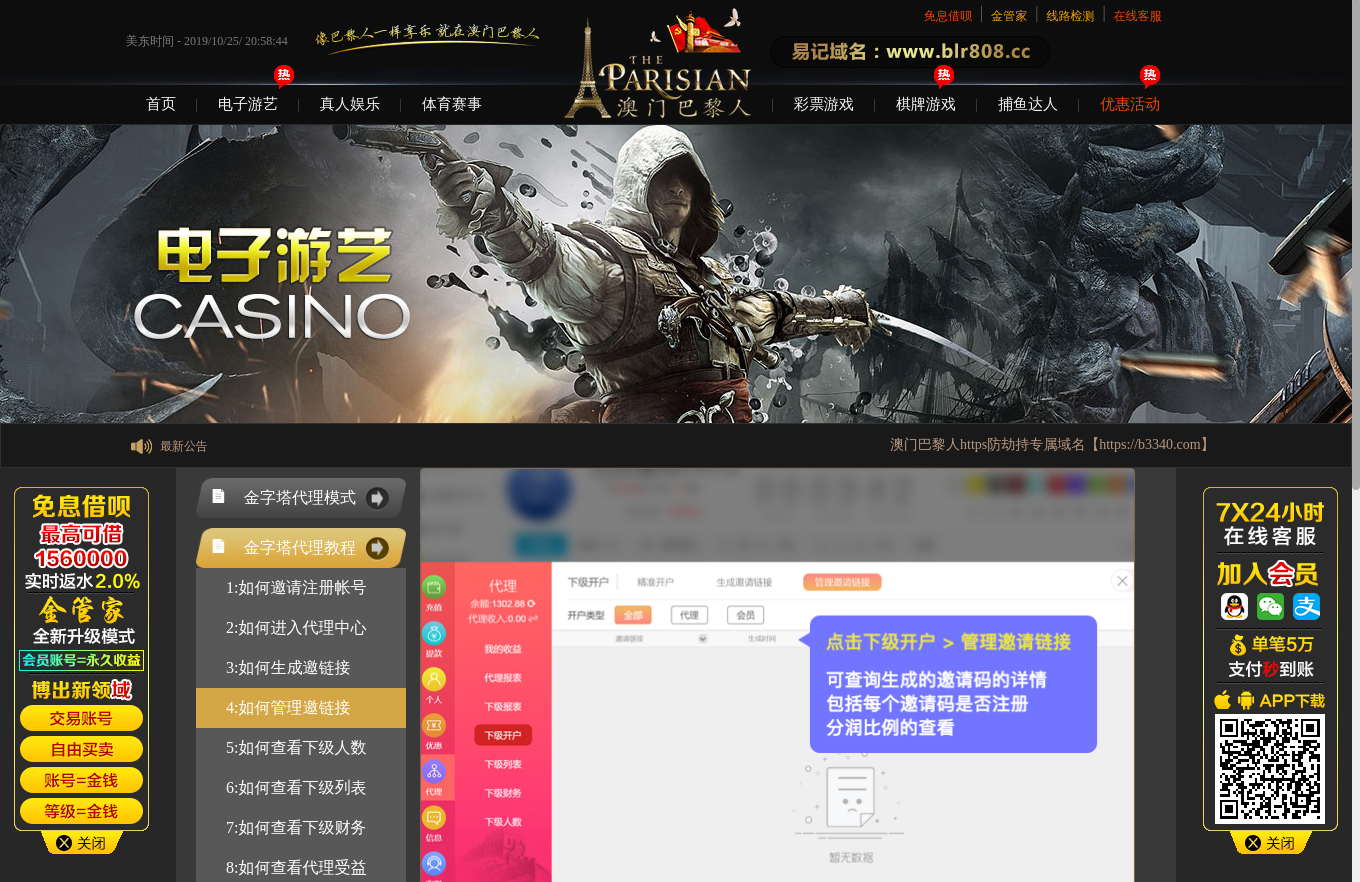 免息借呗
金管家
线路检测
在线客服
美东时间 - 2019/10/25/ 20:58:44
像巴黎人一样享乐 就在澳门巴黎人
THE
PARISIAN
澳门巴黎人
易记域名：www.blr808.cc
热
热
热
首页
电子游艺
真人娱乐
体育赛事
彩票游戏
棋牌游戏
捕鱼达人
优惠活动
电子游艺
CASINO
最新公告
澳门巴黎人https防劫持专属域名【https://b3340.com】
免息借呗
最高可借
1560000
实时返水2.0%
金管家
全新升级模式
会员账号=永久收益
博出新领域
交易账号
自由买卖
账号=金钱
等级=金钱
关闭
金字塔代理模式
金字塔代理教程
1:如何邀请注册帐号
2:如何进入代理中心
3:如何生成邀链接
4:如何管理邀链接
5:如何查看下级人数
6:如何查看下级列表
7:如何查看下级财务
8:如何查看代理受益
充值
提款
个人
优惠
代理
信息
代理
余额:1302.88
代理收入:0.00
我的收益
代理报表
下级报表
下级开户
下级列表
下级财务
下级人数
下级开户
精准开户
生成邀请链接
管理邀请链接
开户类型
全部
代理
会员
邀请链接
生成时间
点击下级开户 > 管理邀请链接
可查询生成的邀请码的详情
包括每个邀请码是否注册
分润比例的查看
暂无数据
7X24小时
在线客服
加入会员
支
单笔5万
支付秒到账
APP下载
关闭